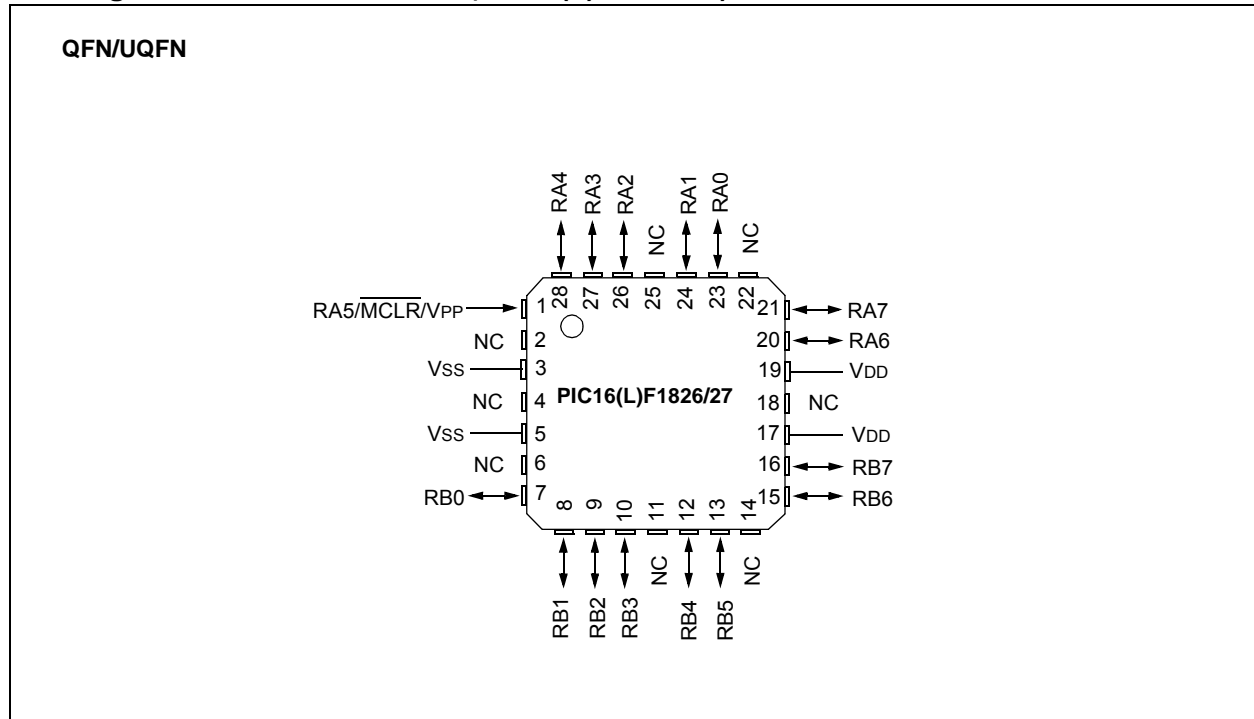 QFN/UQFN
RA4
RA3
RA2
NC
RA1
RA0
NC
28
27
26
25
24
23
22
RA5/MCLR/VPP
1
NC
2
VSS
3
NC
4
VSS
5
NC
6
RB0
7
PIC16(L)F1826/27
21
RA7
20
RA6
19
VDD
18
NC
17
VDD
16
RB7
15
RB6
8
9
10
11
12
13
14
RB1
RB2
RB3
NC
RB4
RB5
NC